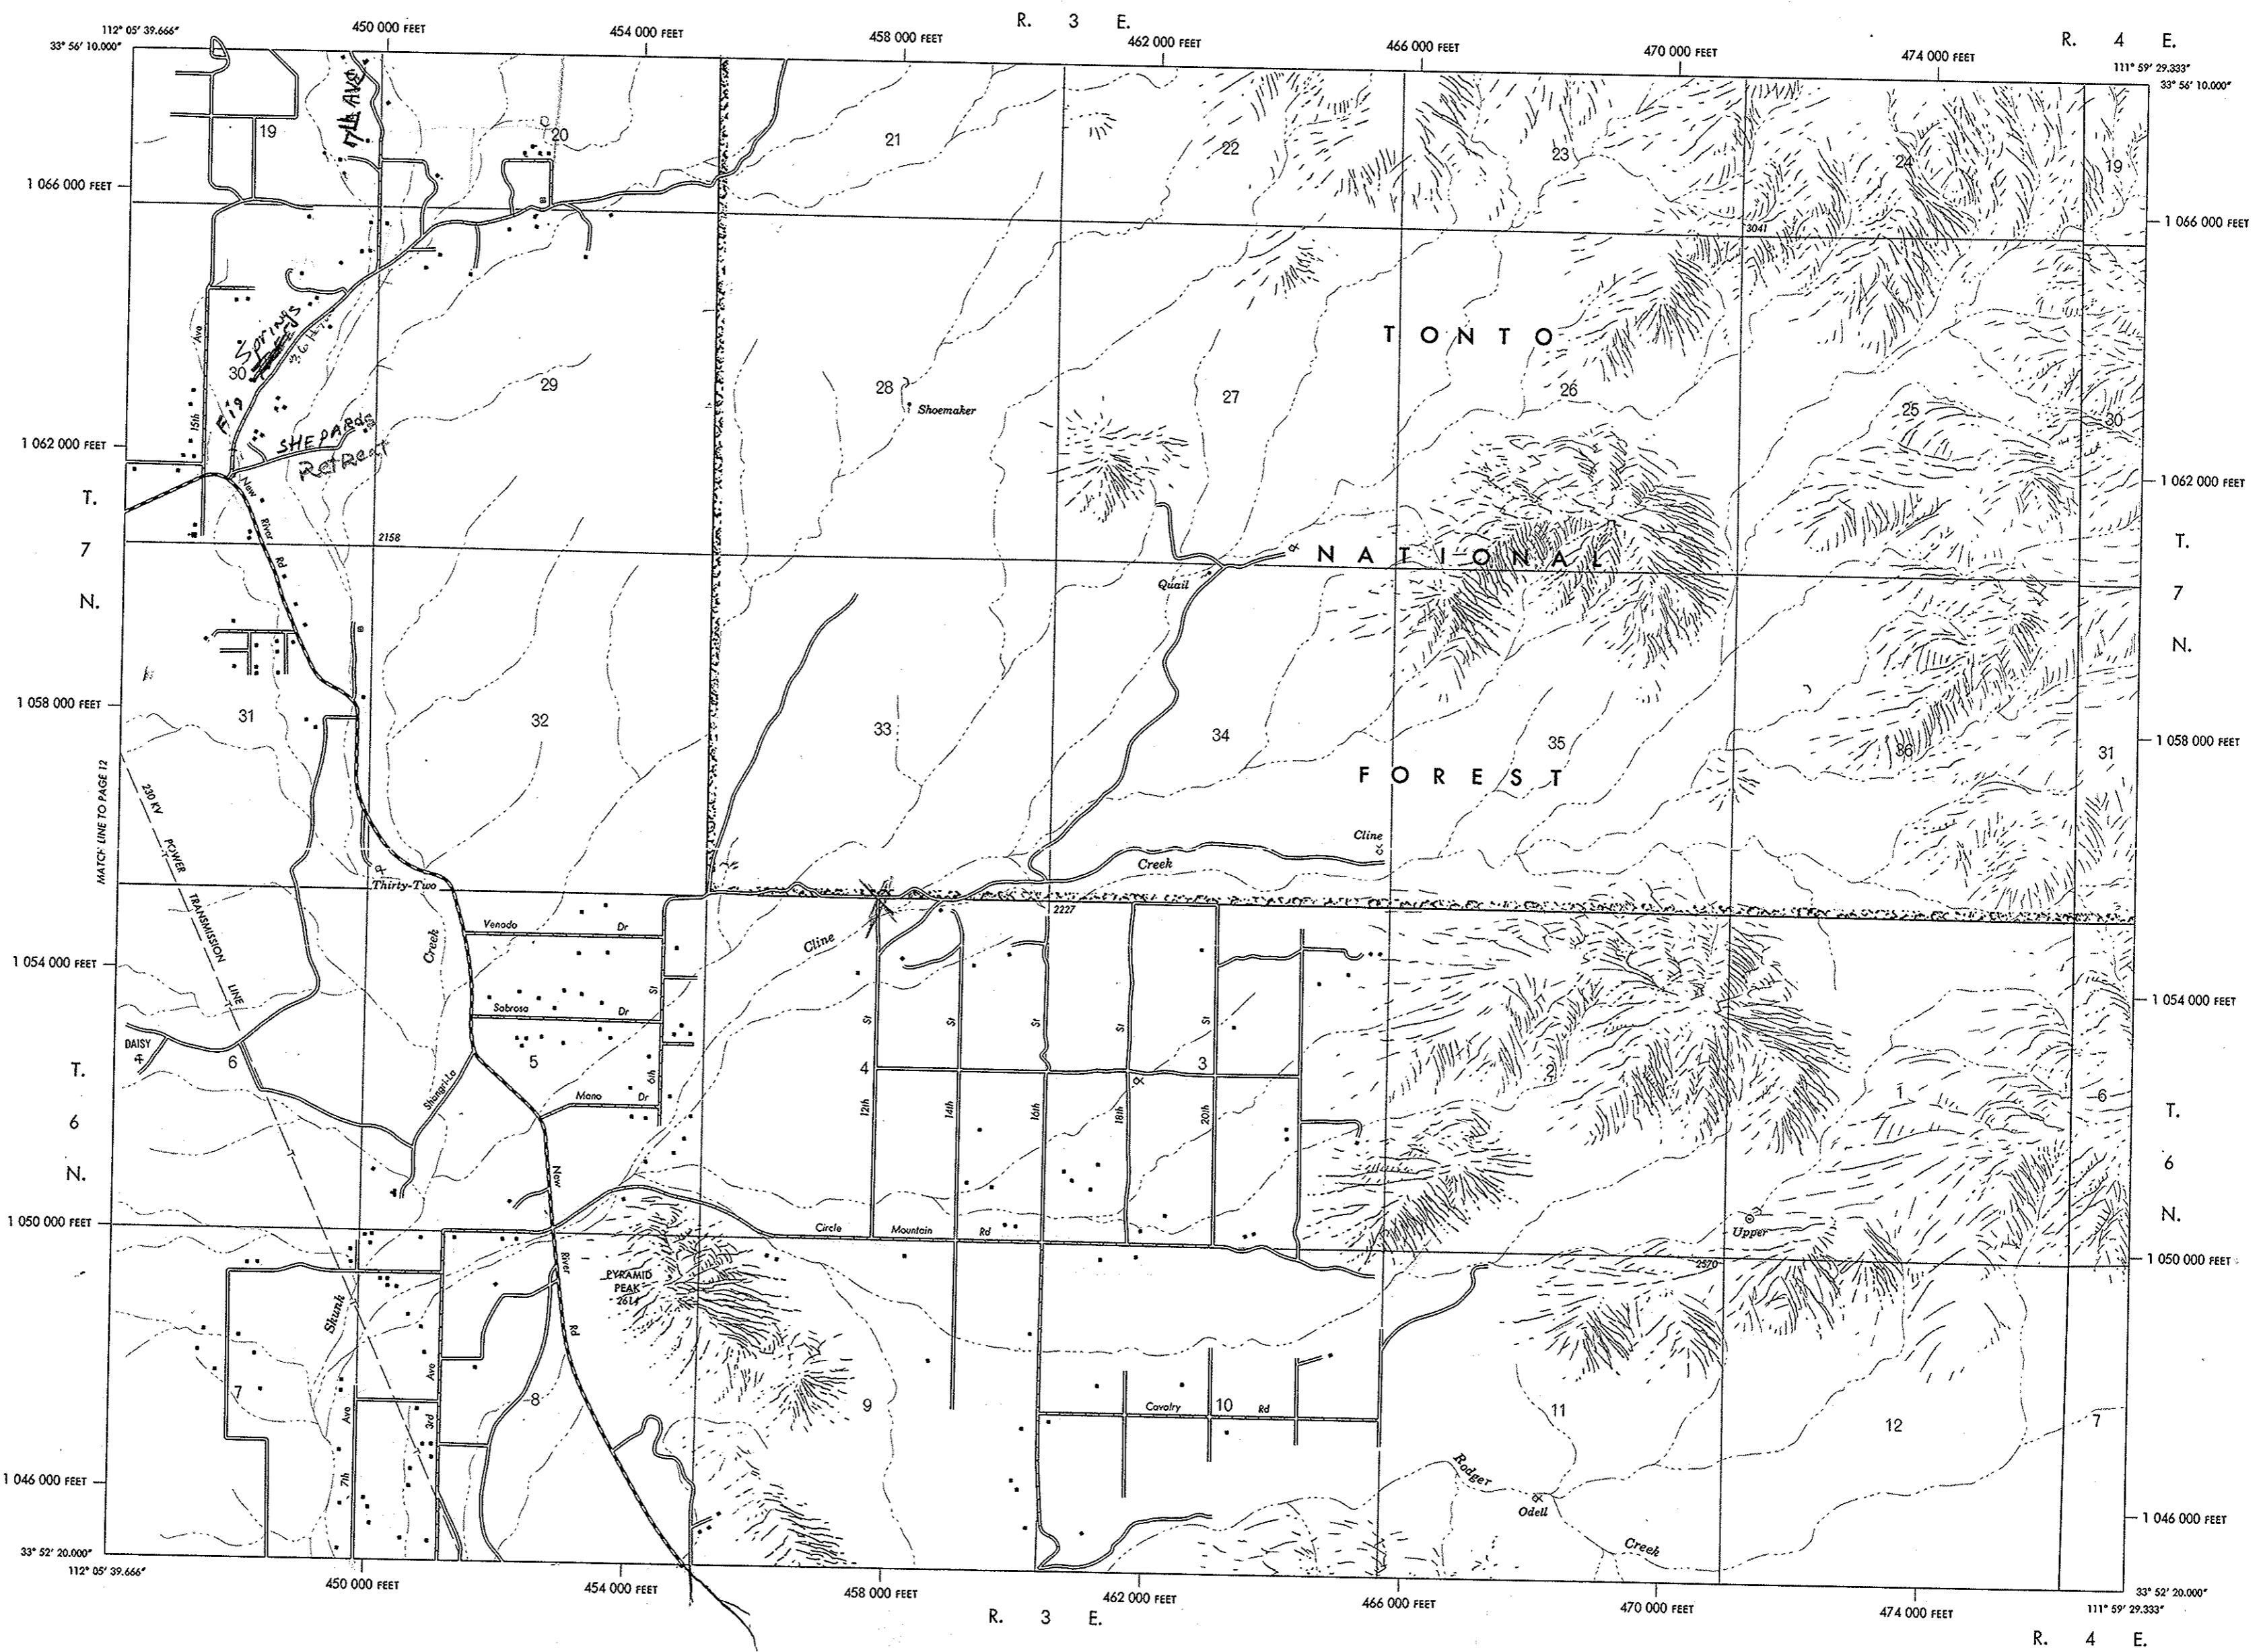 R. 3 E.
R. 4 E.
112° 05′ 39.666″
450 000 FEET
454 000 FEET
458 000 FEET
462 000 FEET
466 000 FEET
470 000 FEET
474 000 FEET
111° 59′ 29.333″
33° 56′ 10.000″
33° 56′ 10.000″
7th AVe
19
20
21
22
23
24
19
1 066 000 FEET
1 066 000 FEET
3041
Springs
TONTO
Ave
30
29
28
Shoemaker
27
26
25
30
Fig
15th
SHEPARDS
Retreat
1 062 000 FEET
1 062 000 FEET
T.
7
N.
New
River
Rd
2158
NATIONAL
Quail
T.
7
N.
1 058 000 FEET
1 058 000 FEET
31
32
33
34
35
36
31
FOREST
MATCH LINE TO PAGE 12
230 KV
POWER
TRANSMISSION
LINE
Cline
Creek
Thirty-Two
Creek
2227
Venado
Dr
Cline
1 054 000 FEET
1 054 000 FEET
Sabrosa
Dr
St
St
St
St
St
St
DAISY
6
5
4
3
2
1
6
Shangri-La
6th
Mano
Dr
12th
14th
16th
18th
20th
T.
6
N.
T.
6
N.
New
1 050 000 FEET
1 050 000 FEET
Circle
Mountain
Rd
Upper
2570
River
PYRAMID
PEAK
2614
Skunk
Rd
Ave
7
8
9
10
11
12
7
Ave
3rd
Cavalry
Rd
Rodger
Odell
Creek
1 046 000 FEET
1 046 000 FEET
7th
33° 52′ 20.000″
33° 52′ 20.000″
112° 05′ 39.666″
450 000 FEET
454 000 FEET
458 000 FEET
462 000 FEET
466 000 FEET
470 000 FEET
474 000 FEET
111° 59′ 29.333″
R. 3 E.
R. 4 E.